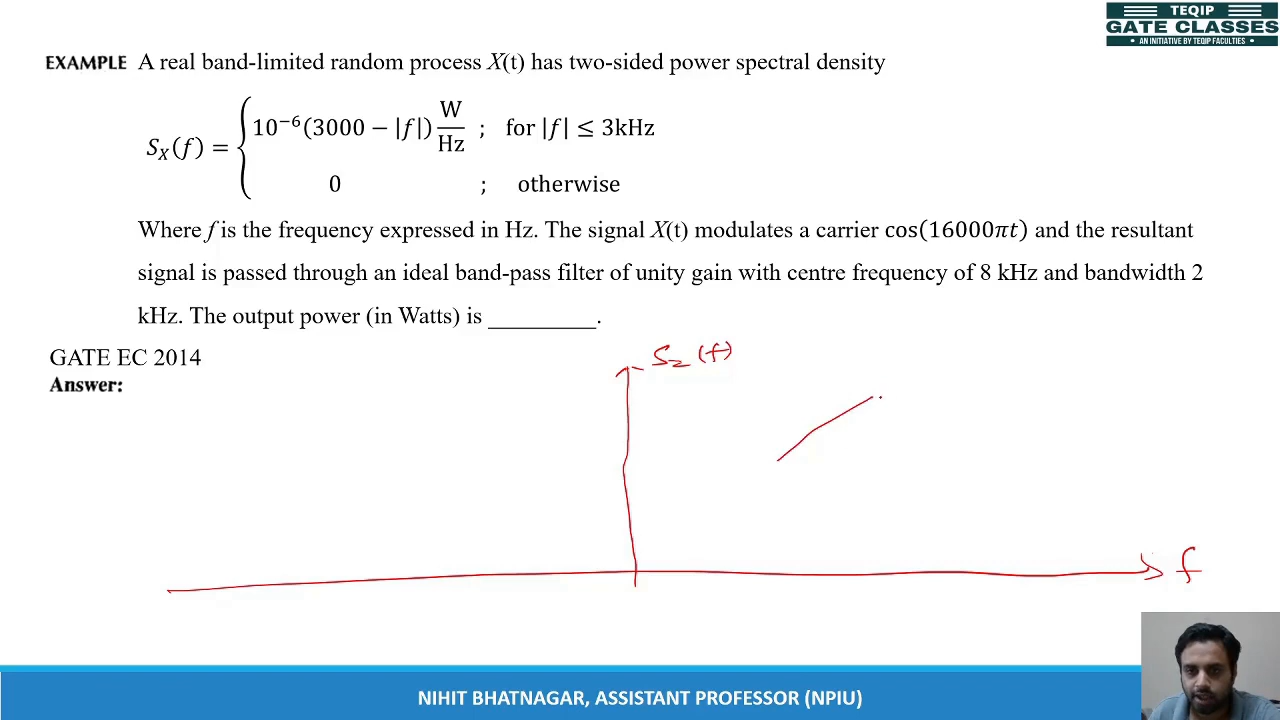 TEQIP
GATE CLASSES
• AN INITIATIVE BY TEQIP FACULTIES •
EXAMPLE A real band-limited random process X(t) has two-sided power spectral density
S_X(f) = { 10⁻⁶(3000 − |f|) W/Hz ; for |f| ≤ 3kHz
0 ; otherwise
Where f is the frequency expressed in Hz. The signal X(t) modulates a carrier cos(16000πt) and the resultant
signal is passed through an ideal band-pass filter of unity gain with centre frequency of 8 kHz and bandwidth 2
kHz. The output power (in Watts) is _________.
GATE EC 2014
Answer:
S_2 (f)
f
NIHIT BHATNAGAR, ASSISTANT PROFESSOR (NPIU)